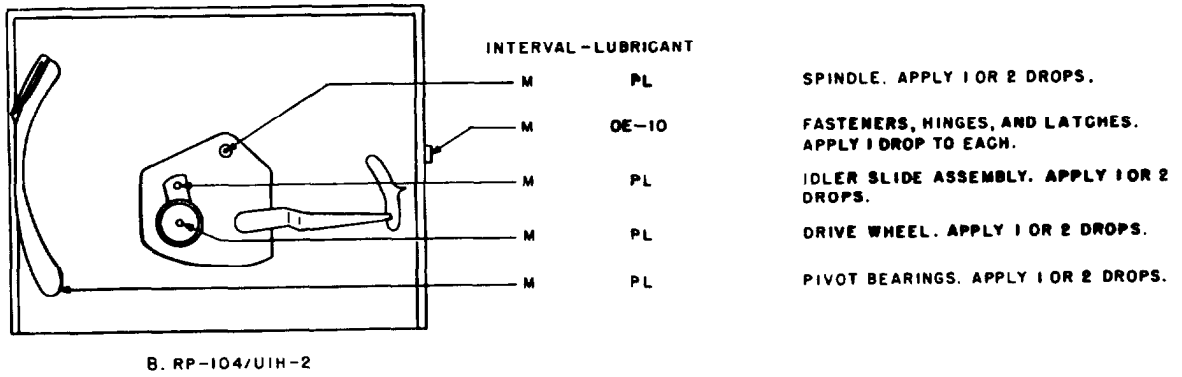 INTERVAL-LUBRICANT
M PL SPINDLE. APPLY 1 OR 2 DROPS.
M OE-10 FASTENERS, HINGES, AND LATCHES.
APPLY 1 DROP TO EACH.
M PL IDLER SLIDE ASSEMBLY. APPLY 1 OR 2
DROPS.
M PL DRIVE WHEEL. APPLY 1 OR 2 DROPS.
M PL PIVOT BEARINGS. APPLY 1 OR 2 DROPS.
B. RP-104/UIH-2